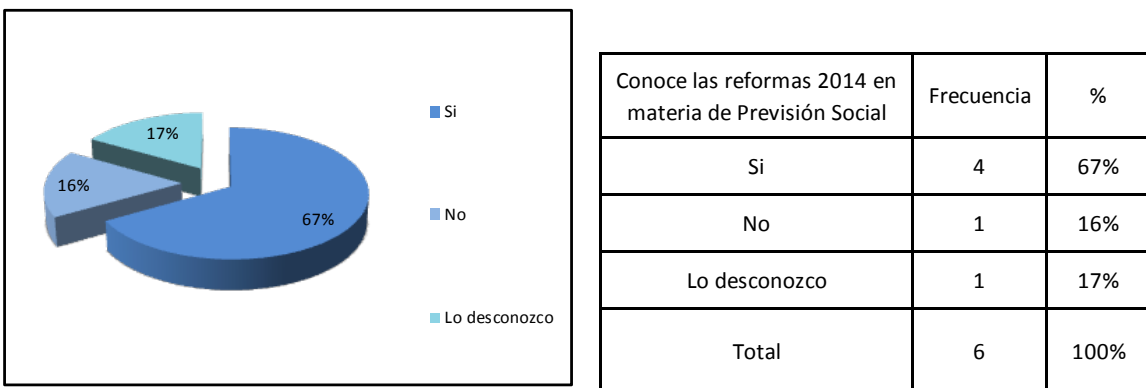 17%
16%
67%
Si
No
Lo desconozco
Conoce las reformas 2014 en
materia de Previsión Social
Frecuencia
%
Si 4 67%
No 1 16%
Lo desconozco 1 17%
Total 6 100%